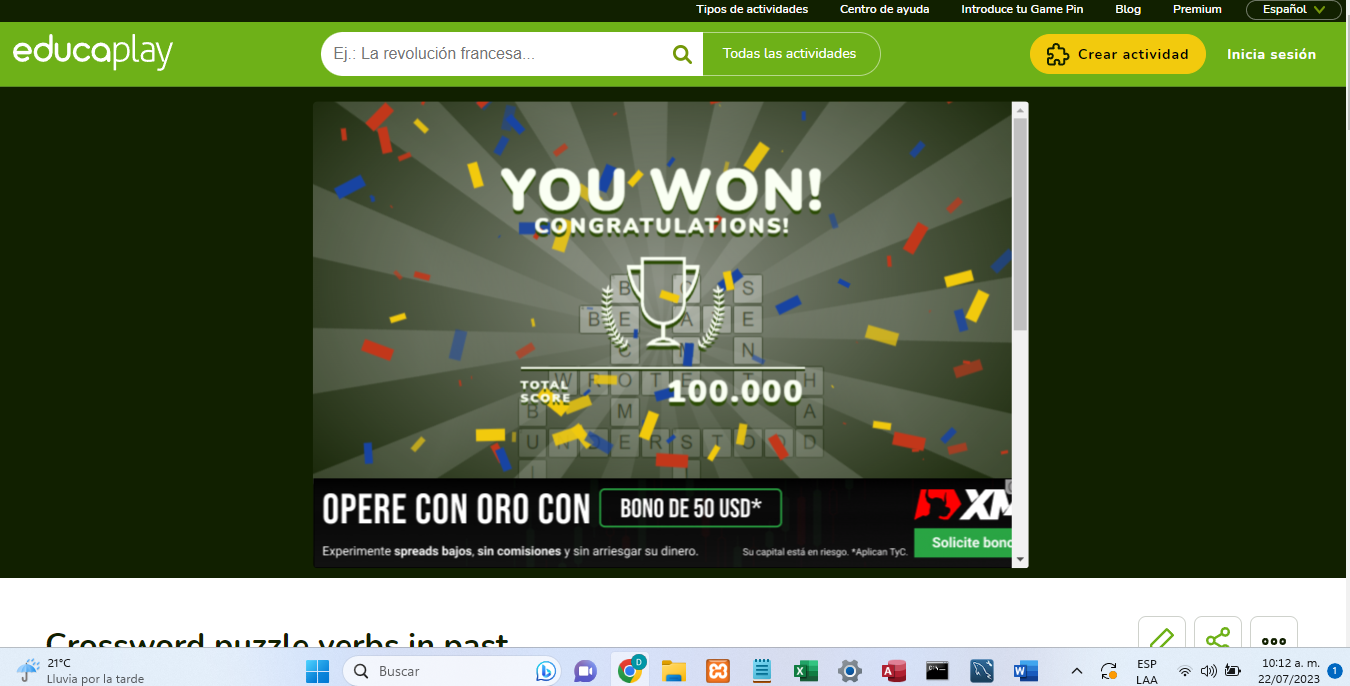 Tipos de actividades Centro de ayuda Introduce tu Game Pin Blog Premium Español
educaplay Ej.: La revolución francesa... Todas las actividades Crear actividad Inicia sesión
YOU WON!
CONGRATULATIONS!
B S
B E A E
C N
W R O T E T H
TOTAL
SCORE 100.000
B M A
U N D E R S T O O D
OPERE CON ORO CON BONO DE 50 USD* XM
Experimente spreads bajos, sin comisiones y sin arriesgar su dinero. Su capital está en riesgo. *Aplican TyC. Solicite bono
Crossword puzzle verbs in past
21°C
Lluvia por la tarde
Buscar
D
ESP
LAA
10:12 a. m.
22/07/2023
1